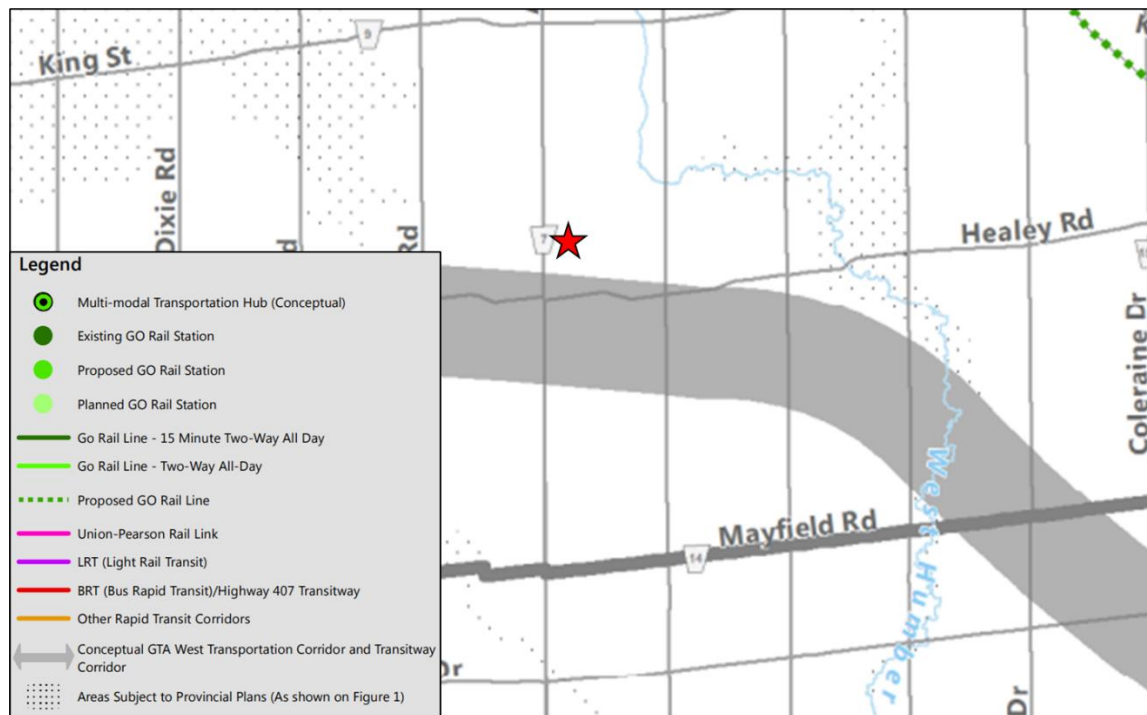 King St
9
Dixie Rd
d
Rd
7
Healey Rd
Coleraine Dr
Mayfield Rd
14
West Humber
Dr
Dr
Legend
Multi-modal Transportation Hub (Conceptual)
Existing GO Rail Station
Proposed GO Rail Station
Planned GO Rail Station
Go Rail Line - 15 Minute Two-Way All Day
Go Rail Line - Two-Way All-Day
Proposed GO Rail Line
Union-Pearson Rail Link
LRT (Light Rail Transit)
BRT (Bus Rapid Transit)/Highway 407 Transitway
Other Rapid Transit Corridors
Conceptual GTA West Transportation Corridor and Transitway
Corridor
Areas Subject to Provincial Plans (As shown on Figure 1)